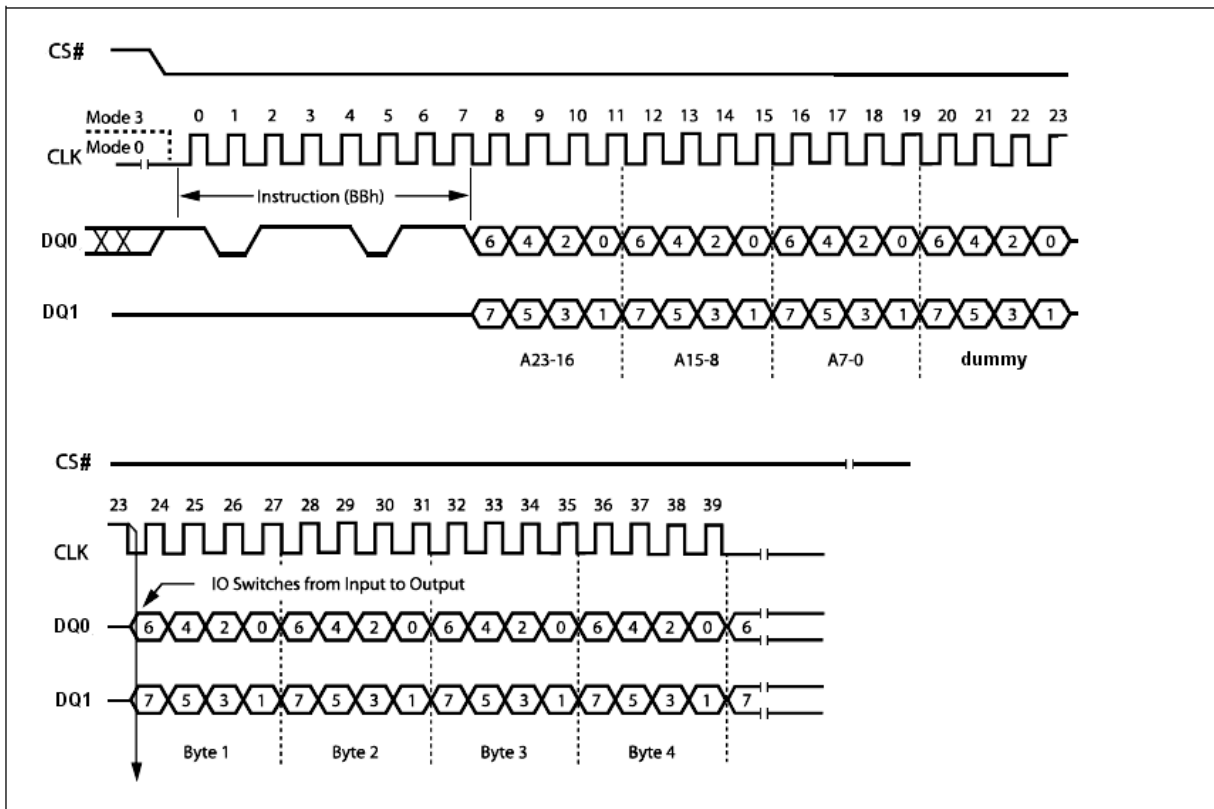 CS#
Mode 3
0 1 2 3 4 5 6 7 8 9 10 11 12 13 14 15 16 17 18 19 20 21 22 23
Mode 0
CLK
Instruction (BBh)
DQ0 6 4 2 0 6 4 2 0 6 4 2 0 6 4 2 0
DQ1 7 5 3 1 7 5 3 1 7 5 3 1 7 5 3 1
A23-16 A15-8 A7-0 dummy
CS#
23 24 25 26 27 28 29 30 31 32 33 34 35 36 37 38 39
CLK
IO Switches from Input to Output
DQ0 6 4 2 0 6 4 2 0 6 4 2 0 6 4 2 0 6
DQ1 7 5 3 1 7 5 3 1 7 5 3 1 7 5 3 1 7
Byte 1 Byte 2 Byte 3 Byte 4